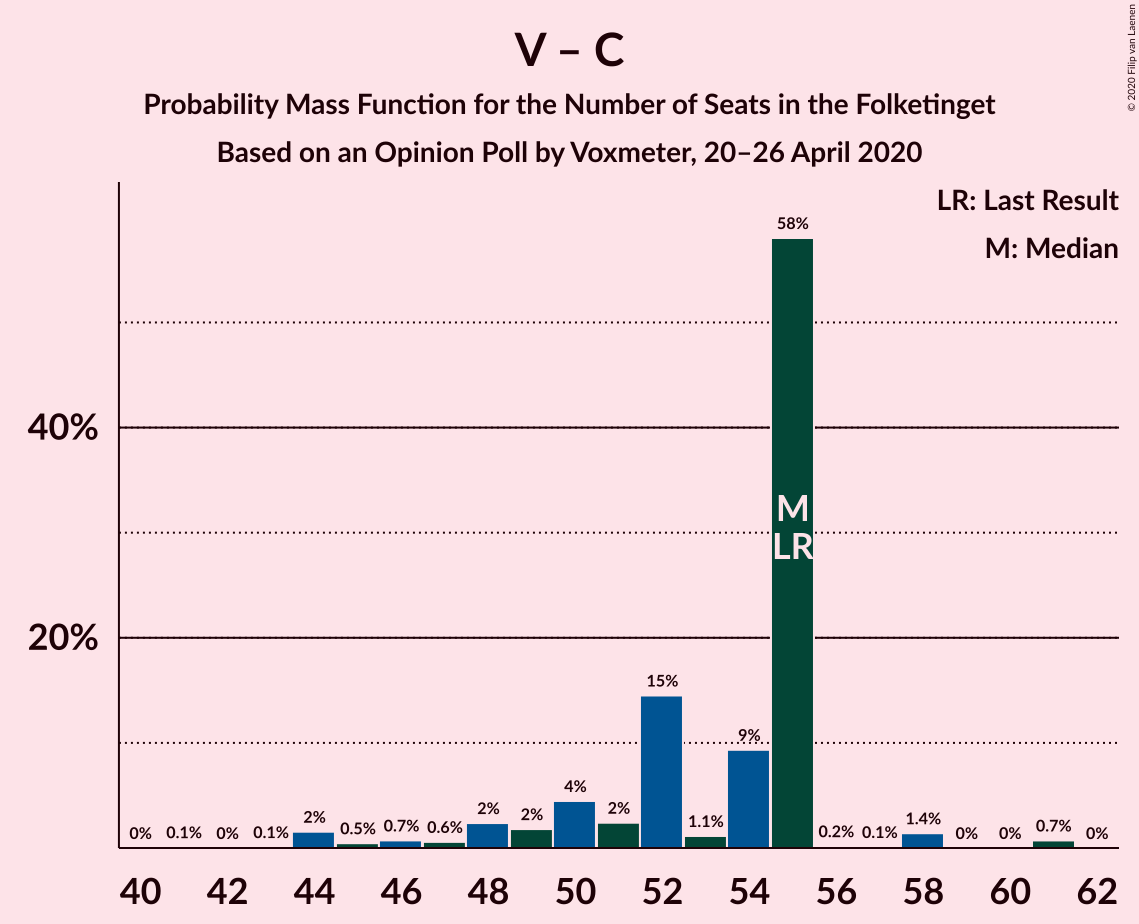 V – C
Probability Mass Function for the Number of Seats in the Folketinget
Based on an Opinion Poll by Voxmeter, 20–26 April 2020
© 2020 Filip van Laenen
LR: Last Result
M: Median
40%
20%
0% 0.1% 0% 0.1% 2% 0.5% 0.7% 0.6% 2% 2% 4% 2% 15% 1.1% 9% 58% 0.2% 0.1% 1.4% 0% 0% 0.7% 0%
M
LR
40 42 44 46 48 50 52 54 56 58 60 62